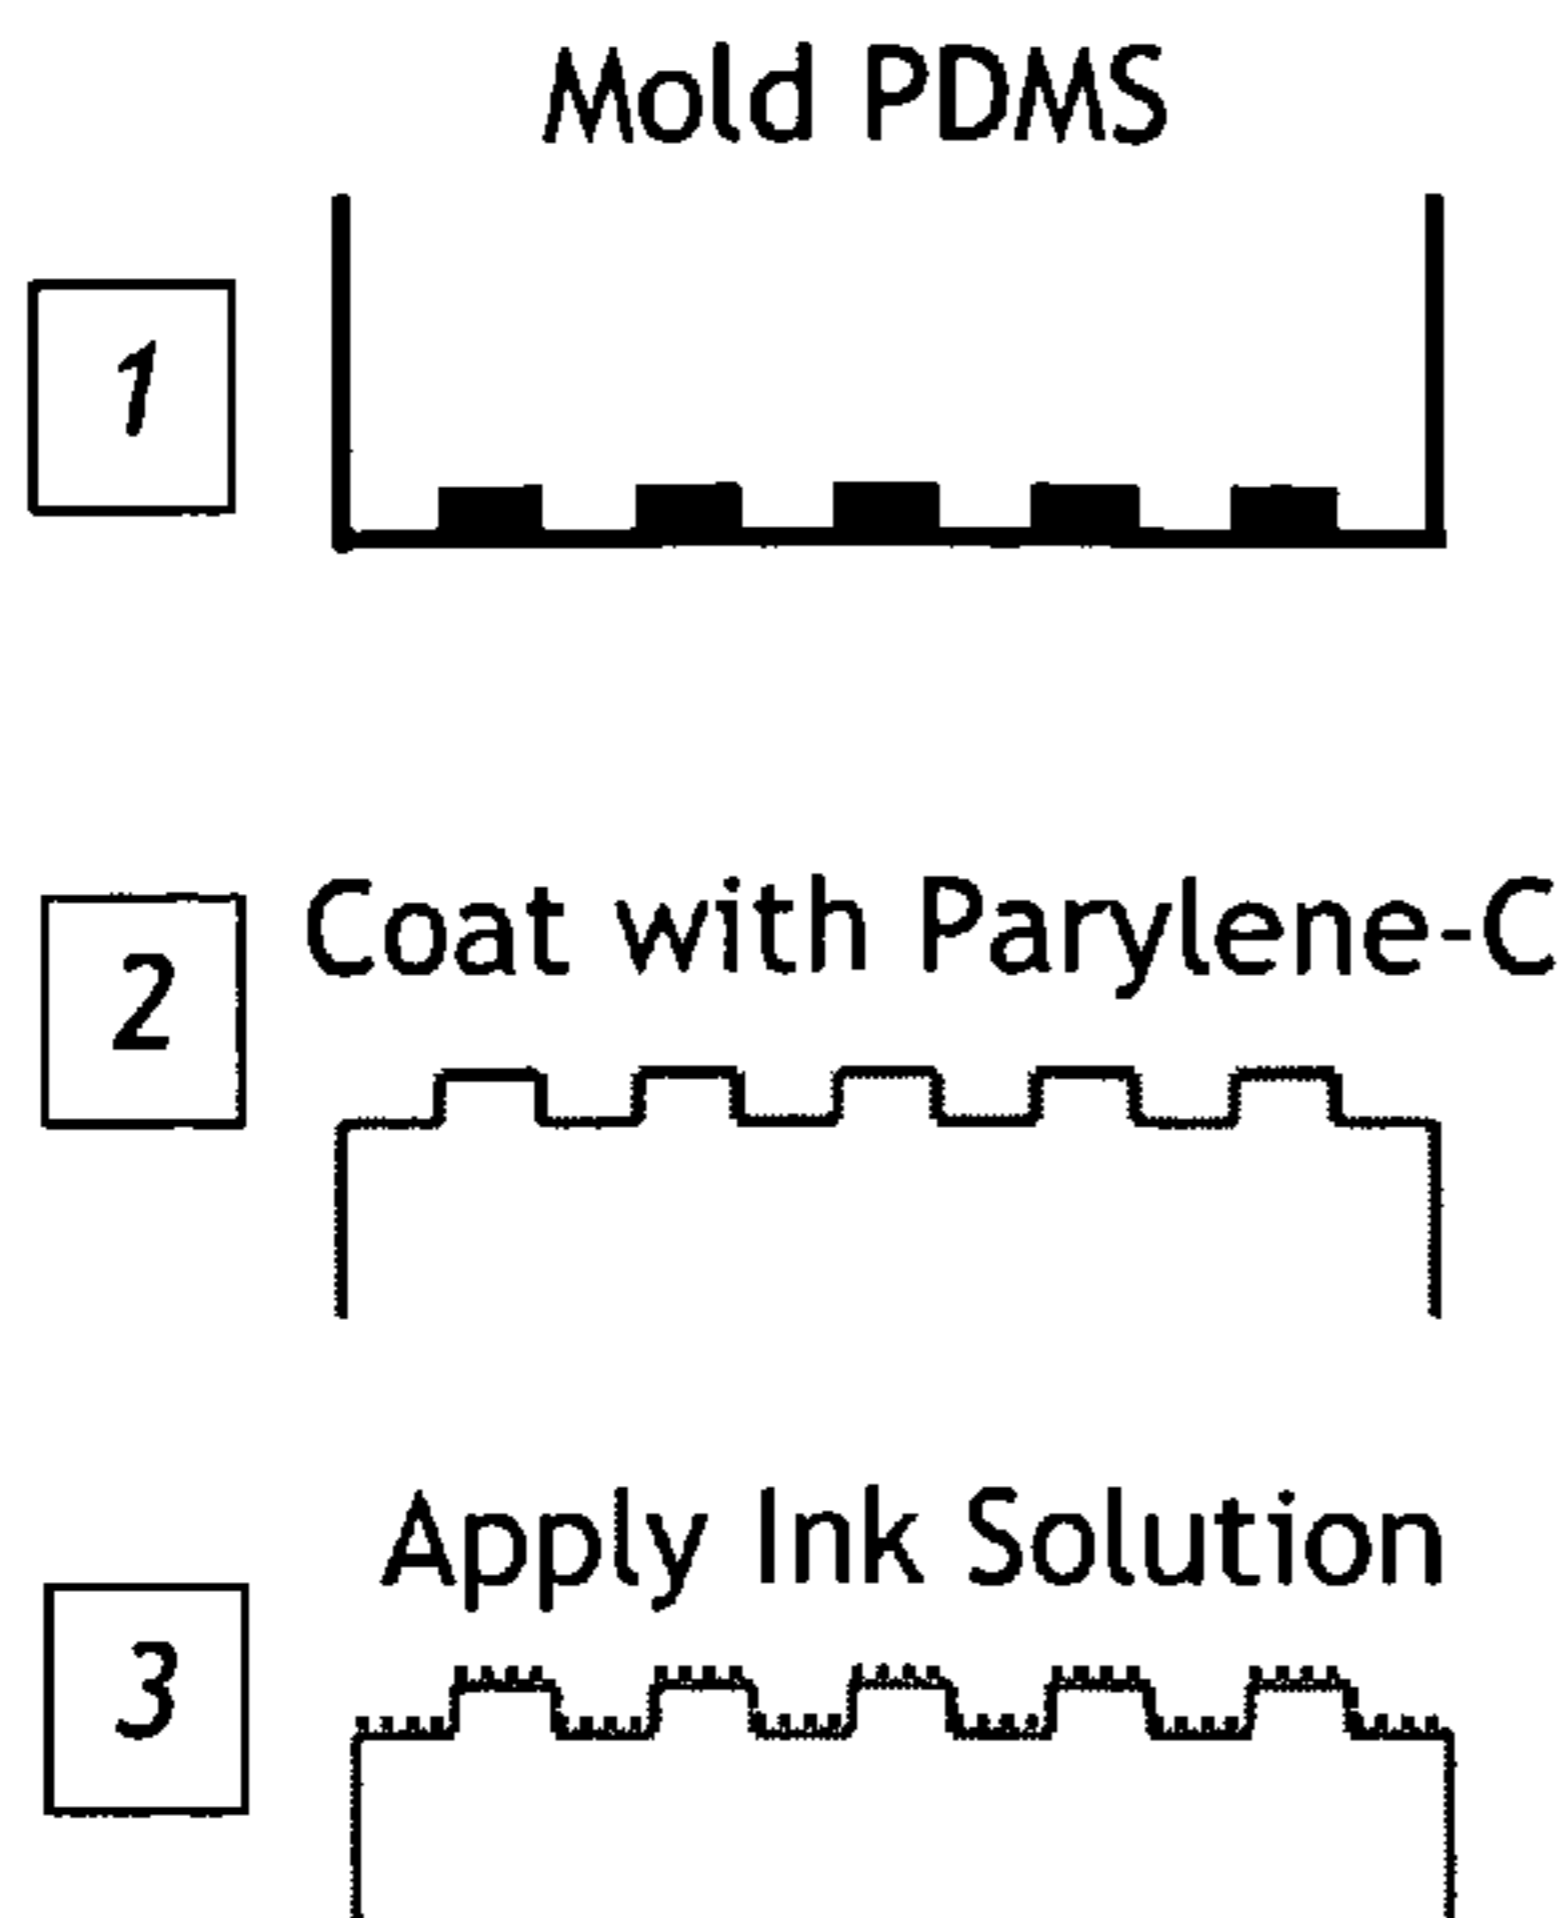 Mold PDMS
1
2
Coat with Parylene-C
Apply Ink Solution
3